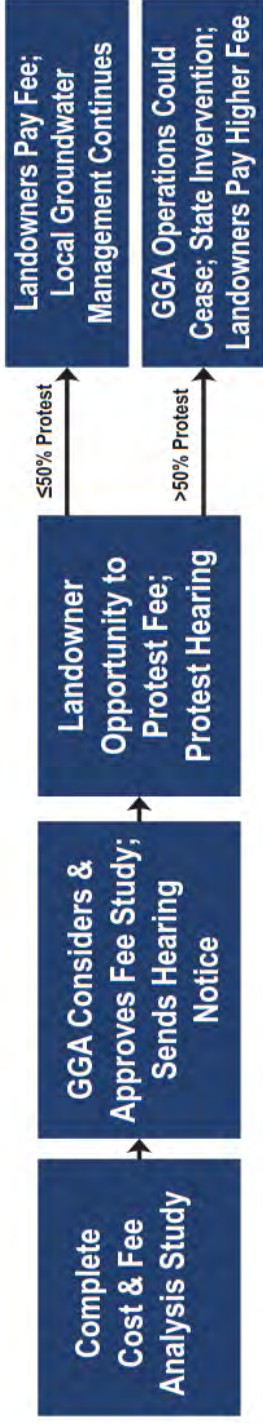 Complete
Cost & Fee
Analysis Study
GGA Considers &
Approves Fee Study;
Sends Hearing
Notice
Landowner
Opportunity to
Protest Fee;
Protest Hearing
≤50% Protest
>50% Protest
Landowners Pay Fee;
Local Groundwater
Management Continues
GGA Operations Could
Cease; State Invervention;
Landowners Pay Higher Fee